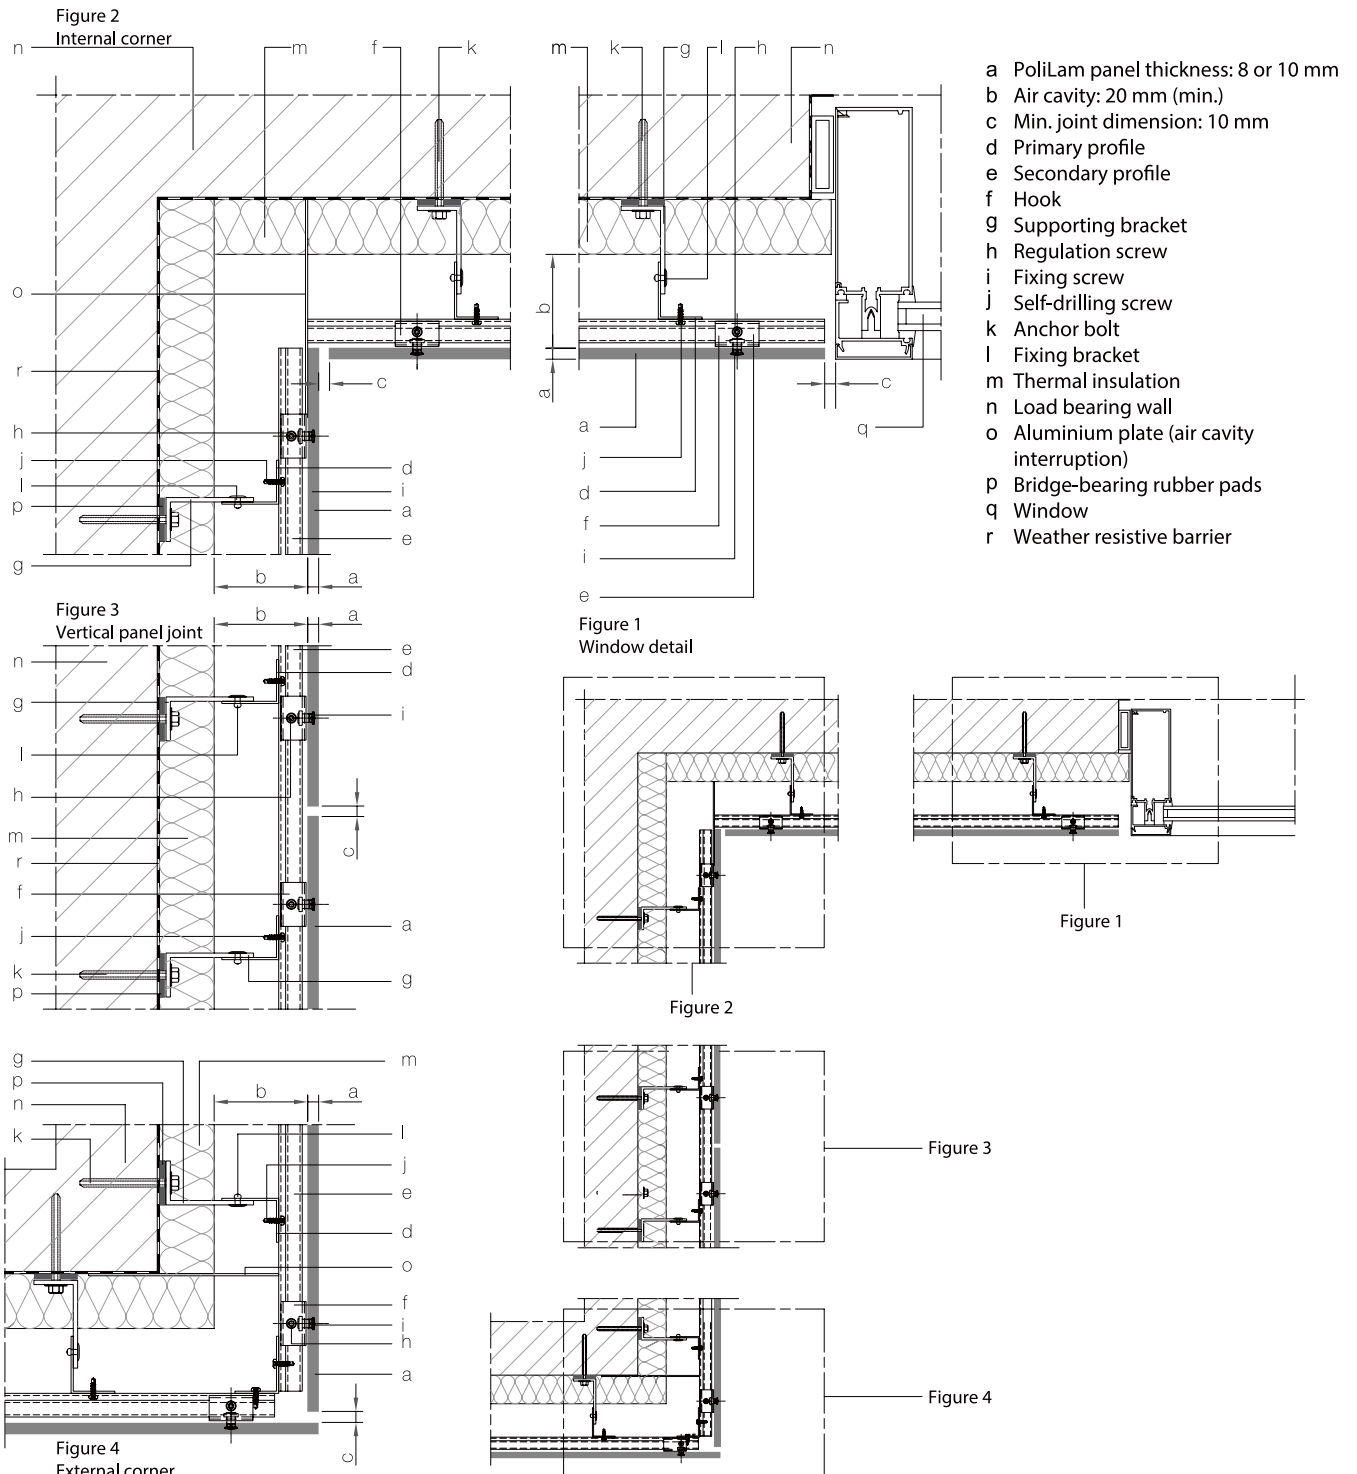 Figure 2
Internal corner
n
m
f
k
m
k
g
l
h
n
o
b
r
c
a
c
h
a
q
j
d
j
l
i
d
p
a
f
e
i
g
b
a
e
Figure 1
Window detail
a PoliLam panel thickness: 8 or 10 mm
b Air cavity: 20 mm (min.)
c Min. joint dimension: 10 mm
d Primary profile
e Secondary profile
f Hook
g Supporting bracket
h Regulation screw
i Fixing screw
j Self-drilling screw
k Anchor bolt
l Fixing bracket
m Thermal insulation
n Load bearing wall
o Aluminium plate (air cavity
interruption)
p Bridge-bearing rubber pads
q Window
r Weather resistive barrier
Figure 3
Vertical panel joint
b
a
n
e
d
g
i
l
h
m
c
r
f
a
j
k
g
p
g
m
p
b
a
n
k
l
j
e
d
o
f
i
h
a
c
Figure 4
External corner
Figure 1
Figure 2
Figure 3
Figure 4